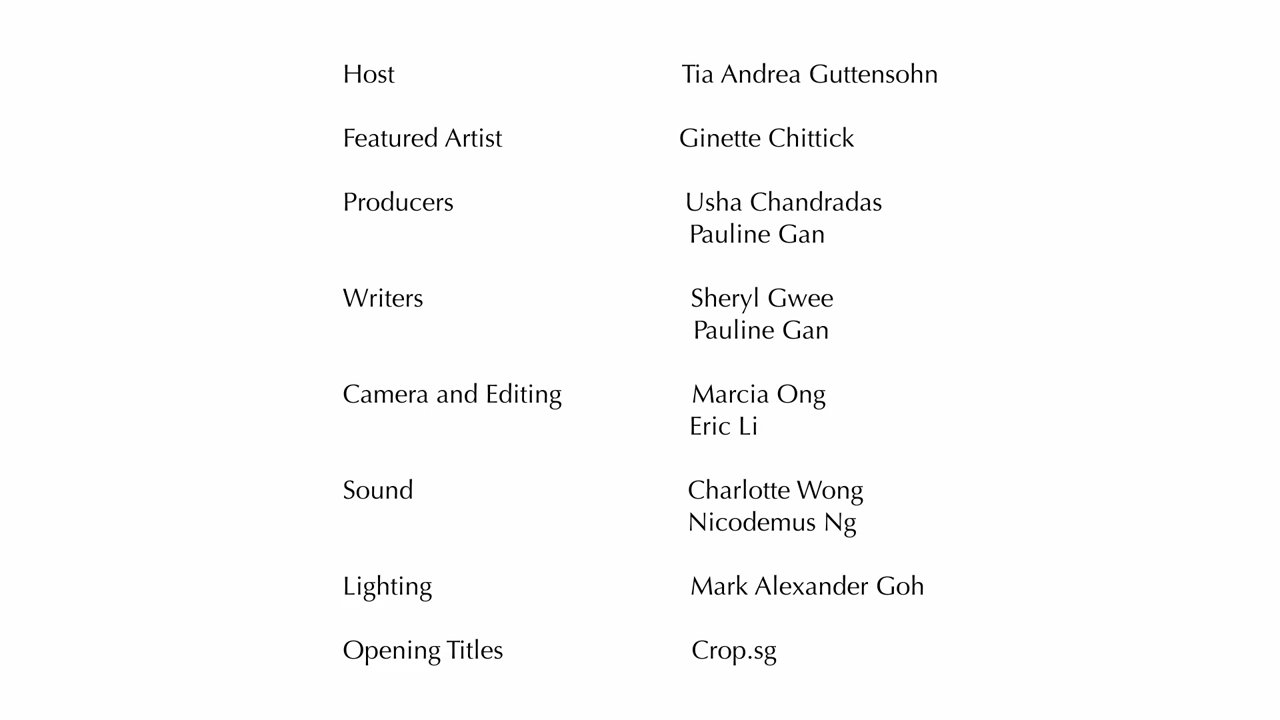 Host Tia Andrea Guttensohn
Featured Artist Ginette Chittick
Producers Usha Chandradas
Pauline Gan
Writers Sheryl Gwee
Pauline Gan
Camera and Editing Marcia Ong
Eric Li
Sound Charlotte Wong
Nicodemus Ng
Lighting Mark Alexander Goh
Opening Titles Crop.sg